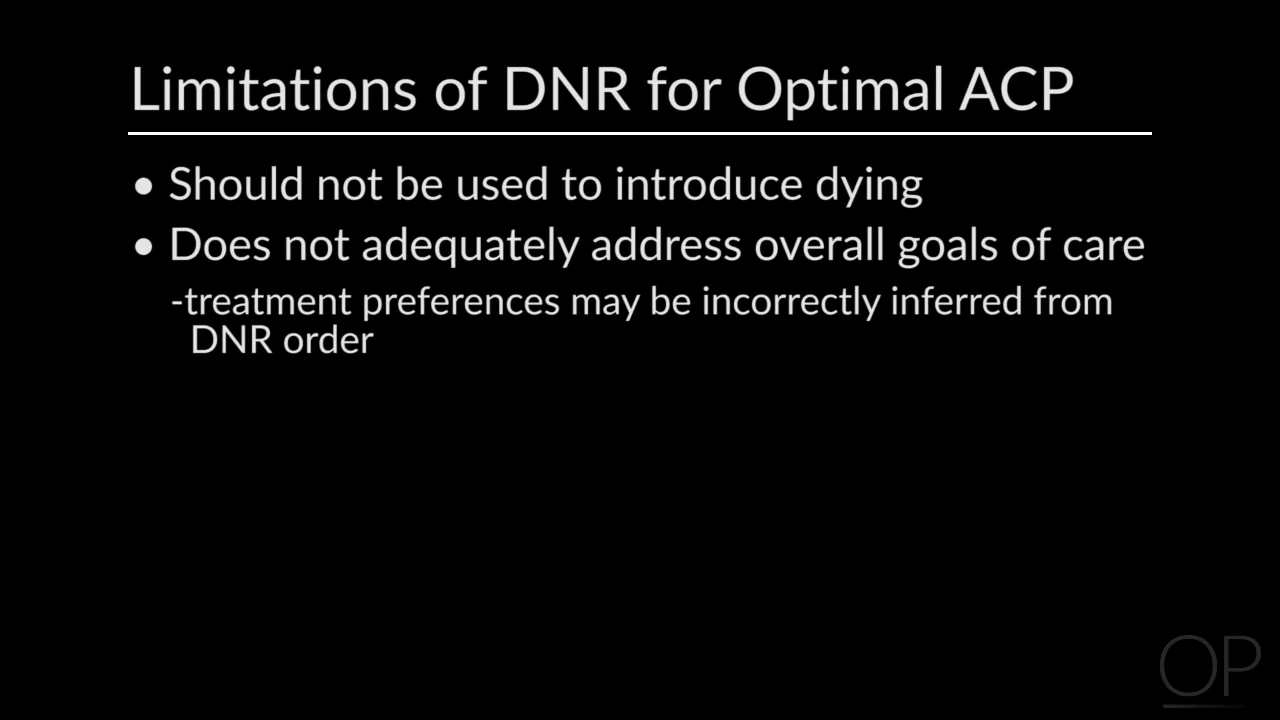 Limitations of DNR for Optimal ACP
• Should not be used to introduce dying
• Does not adequately address overall goals of care
-treatment preferences may be incorrectly inferred from
DNR order
OP